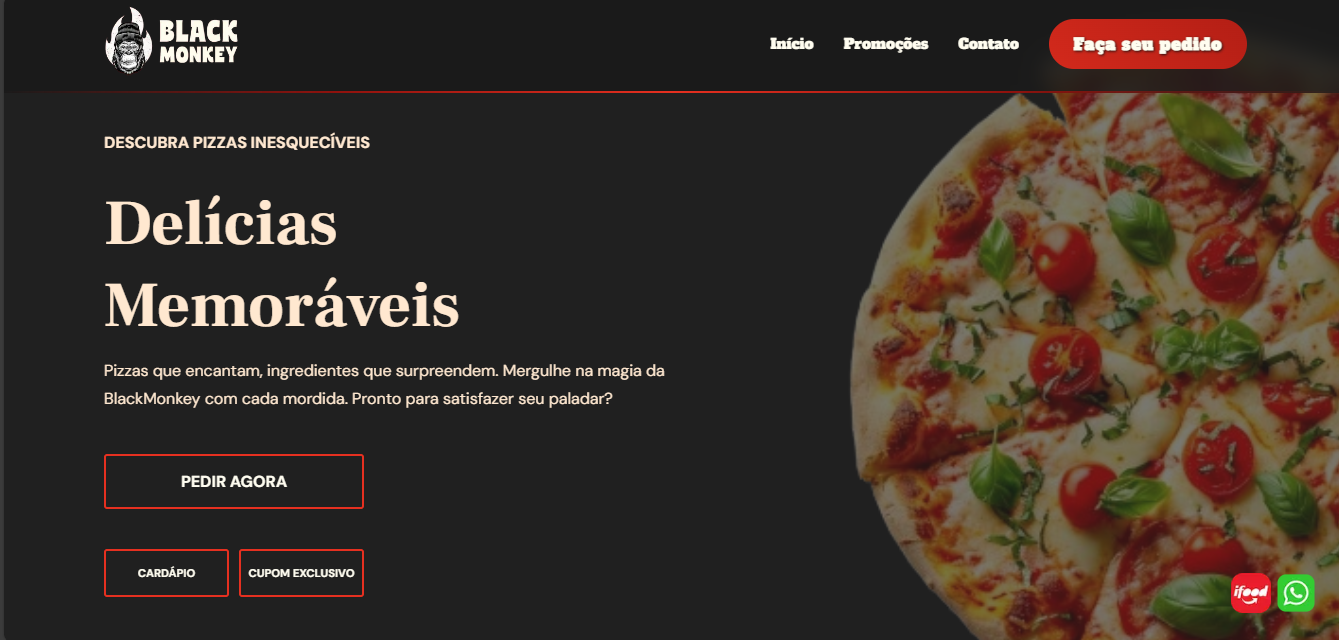 BLACK
MONKEY
Início
Promoções
Contato
Faça seu pedido
DESCUBRA PIZZAS INESQUECÍVEIS
Delícias
Memoráveis
Pizzas que encantam, ingredientes que surpreendem. Mergulhe na magia da
BlackMonkey com cada mordida. Pronto para satisfazer seu paladar?
PEDIR AGORA
CARDÁPIO
CUPOM EXCLUSIVO
ifood